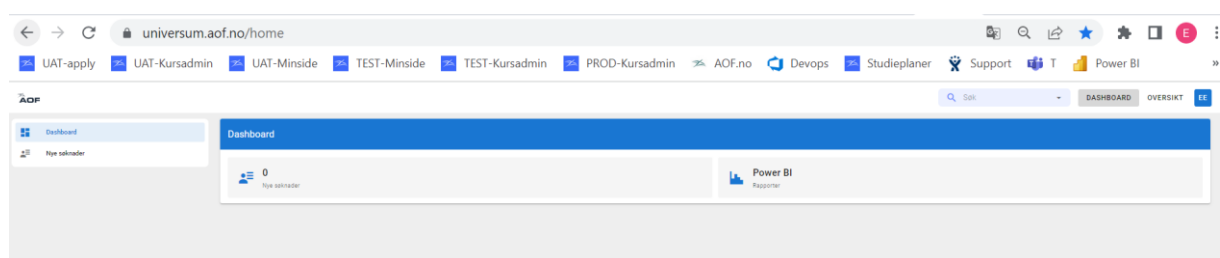 universum.aof.no/home
E
UAT-apply UAT-Kursadmin UAT-Minside TEST-Minside TEST-Kursadmin PROD-Kursadmin AOF.no Devops Studieplaner Support T Power BI »
AOF Søk DASHBOARD OVERSIKT EE
Dashboard
Nye søknader
Dashboard
0
Nye søknader
Power BI
Rapporter